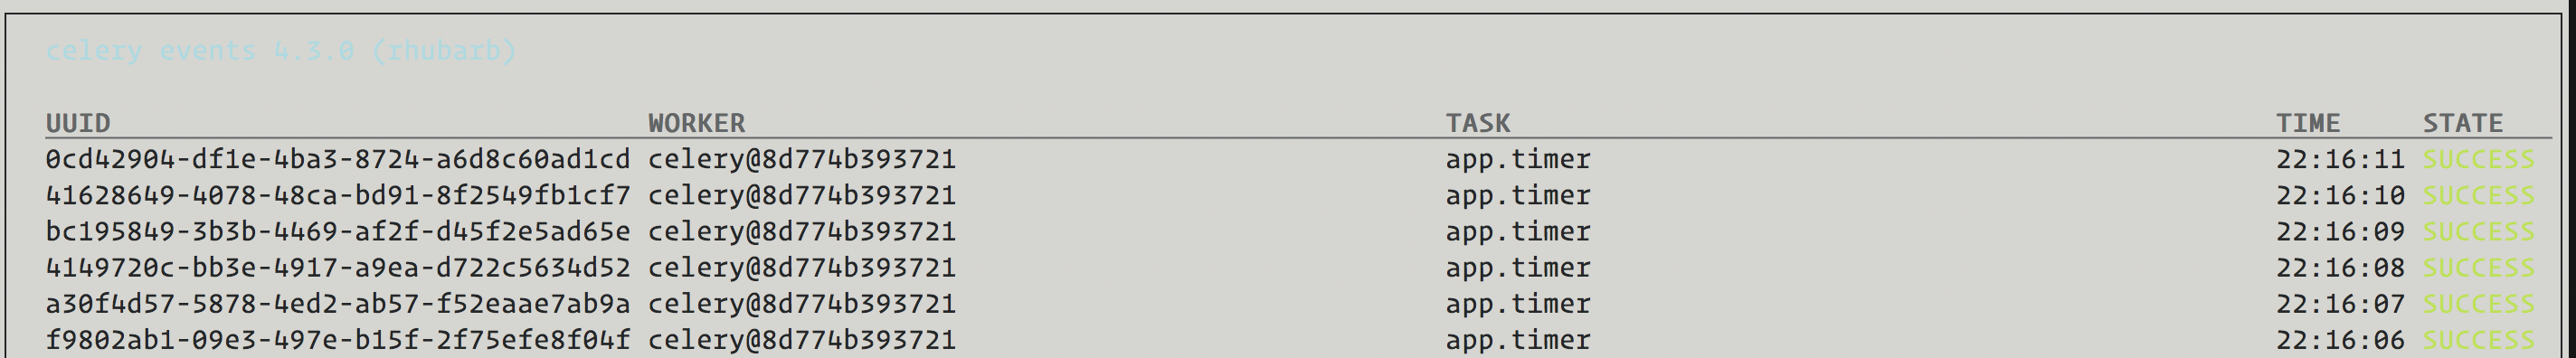 celery events 4.3.0 (rhubarb)
UUID WORKER TASK TIME STATE
0cd42904-df1e-4ba3-8724-a6d8c60ad1cd celery@8d774b393721 app.timer 22:16:11 SUCCESS
41628649-4078-48ca-bd91-8f2549fb1cf7 celery@8d774b393721 app.timer 22:16:10 SUCCESS
bc195849-3b3b-4469-af2f-d45f2e5ad65e celery@8d774b393721 app.timer 22:16:09 SUCCESS
4149720c-bb3e-4917-a9ea-d722c5634d52 celery@8d774b393721 app.timer 22:16:08 SUCCESS
a30f4d57-5878-4ed2-ab57-f52eaae7ab9a celery@8d774b393721 app.timer 22:16:07 SUCCESS
f9802ab1-09e3-497e-b15f-2f75efe8f04f celery@8d774b393721 app.timer 22:16:06 SUCCESS